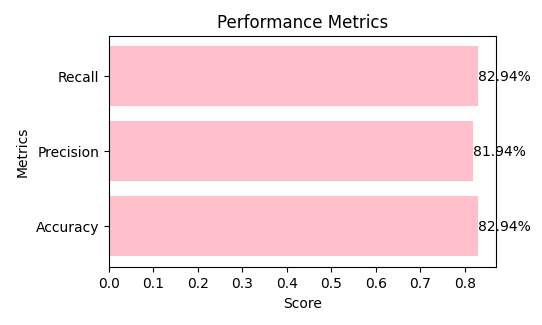 Performance Metrics
Recall
82.94%
Precision
81.94%
Accuracy
82.94%
Metrics
0.0 0.1 0.2 0.3 0.4 0.5 0.6 0.7 0.8
Score